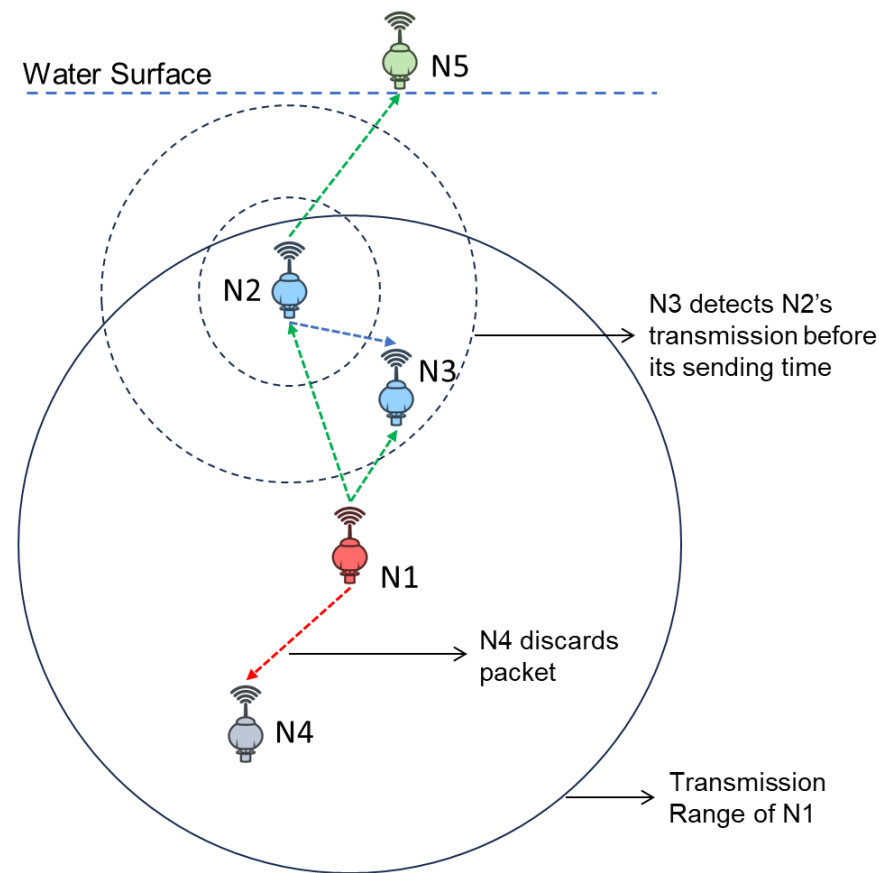 N5
Water Surface
N2
N3 detects N2's
transmission before
its sending time
N3
N1
N4 discards
packet
N4
Transmission
Range of N1